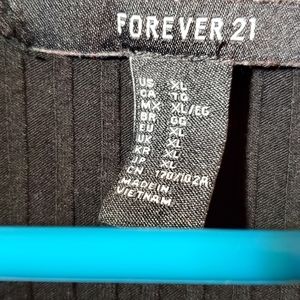 FOREVER 21
US XL
CA TG
MX XL/EG
BR GG
EU XL
UK XL
KR XL
JP XL
CN 170/102A
MADE IN
VIETNAM